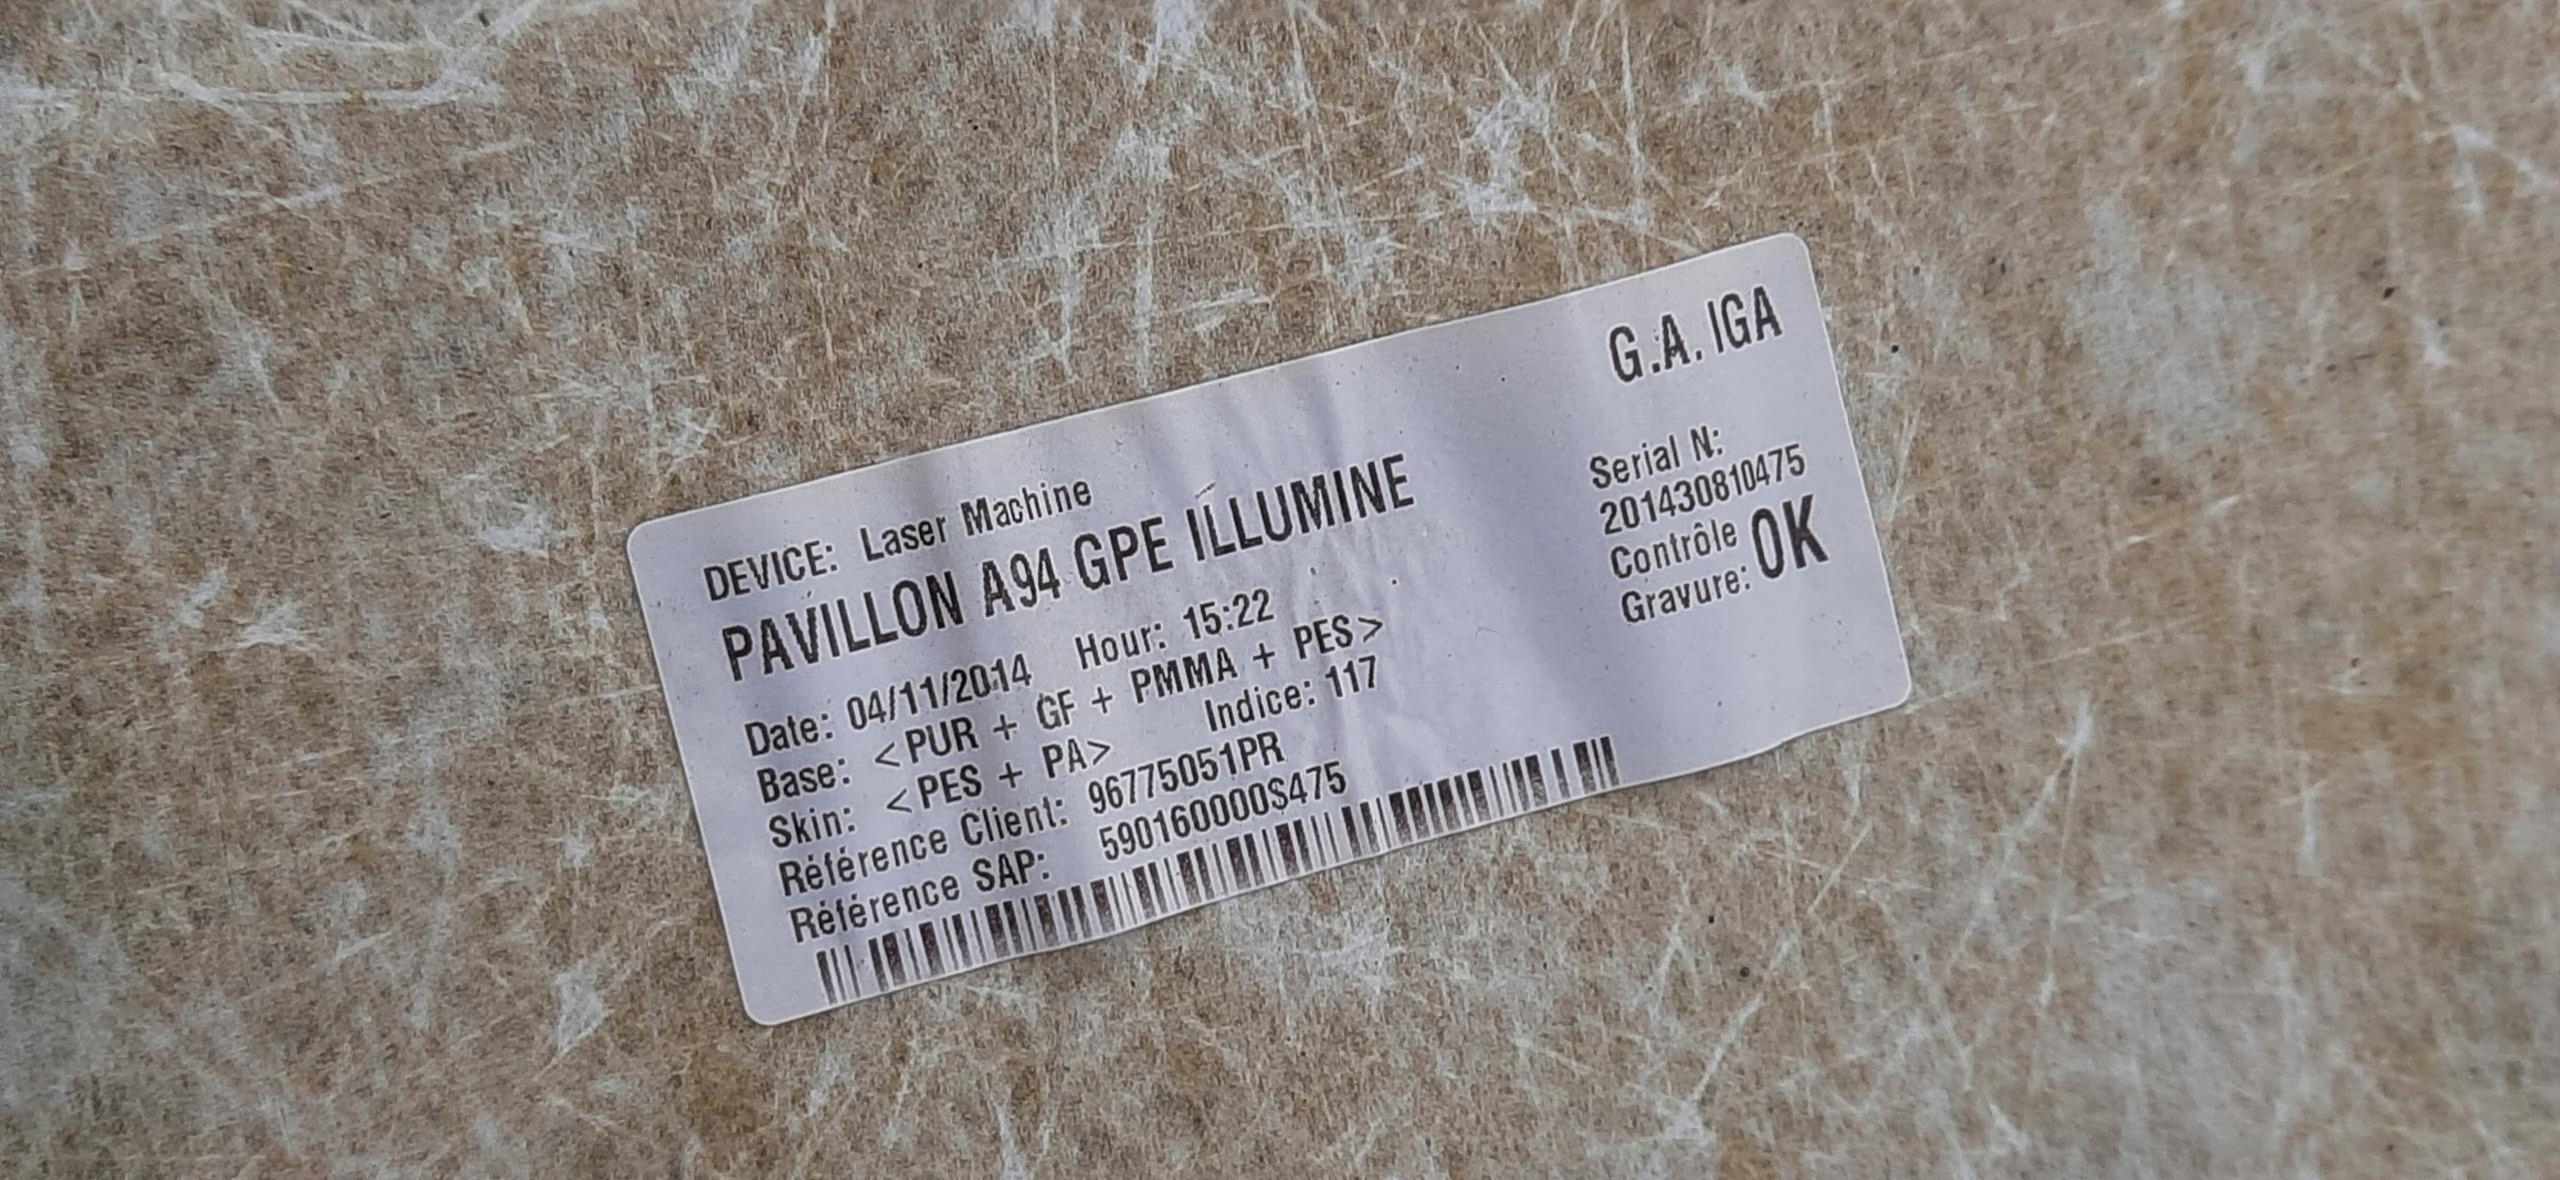 G.A. IGA
DEVICE: Laser Machine
PAVILLON A94 GPE ILLUMINE
Date: 04/11/2014 Hour: 15:22
Base: <PUR + GF + PMMA + PES>
Skin: <PES + PA> Indice: 117
Référence Client: 96775051PR
Référence SAP: 590160000S475
Serial N:
201430810475
Contrôle
Gravure: OK